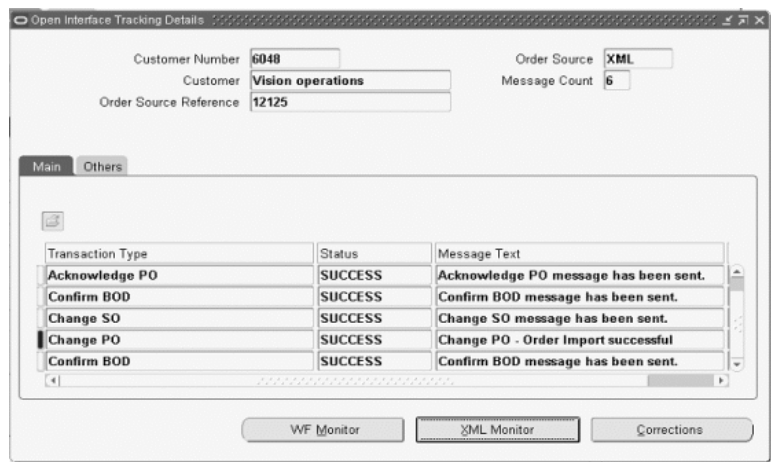 Open Interface Tracking Details
Customer Number 6048 Order Source XML
Customer Vision operations Message Count 6
Order Source Reference 12125
Main Others
Transaction Type Status Message Text
Acknowledge PO SUCCESS Acknowledge PO message has been sent.
Confirm BOD SUCCESS Confirm BOD message has been sent.
Change SO SUCCESS Change SO message has been sent.
Change PO SUCCESS Change PO - Order Import successful
Confirm BOD SUCCESS Confirm BOD message has been sent.
WF Monitor XML Monitor Corrections